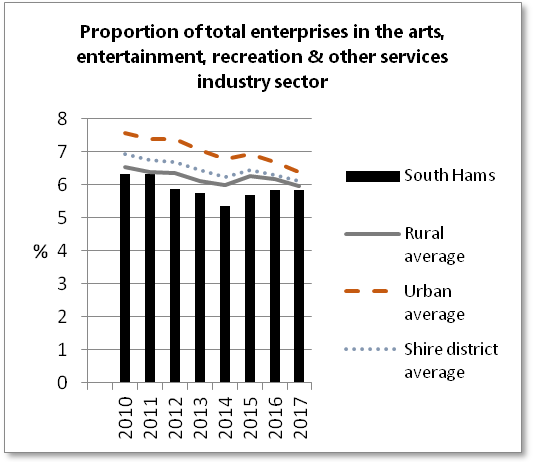 Proportion of total enterprises in the arts,
entertainment, recreation & other services
industry sector
8
7
6
5
% 4
3
2
1
0
2010
2011
2012
2013
2014
2015
2016
2017
South Hams
Rural
average
Urban
average
Shire district
average